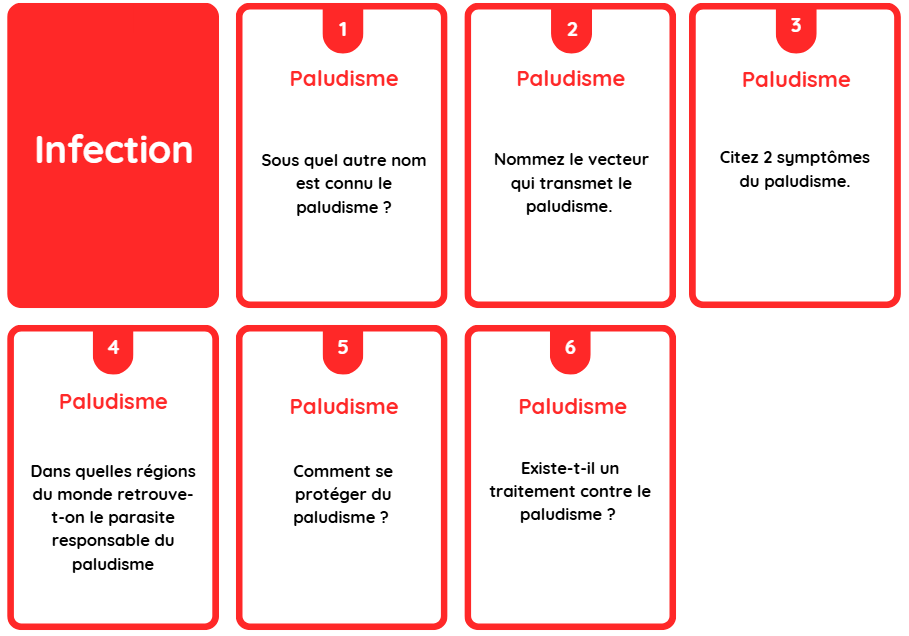 Infection
1
Paludisme
Sous quel autre nom
est connu le
paludisme ?
2
Paludisme
Nommez le vecteur
qui transmet le
paludisme.
3
Paludisme
Citez 2 symptômes
du paludisme.
4
Paludisme
Dans quelles régions
du monde retrouve-
t-on le parasite
responsable du
paludisme
5
Paludisme
Comment se
protéger du
paludisme ?
6
Paludisme
Existe-t-il un
traitement contre le
paludisme ?